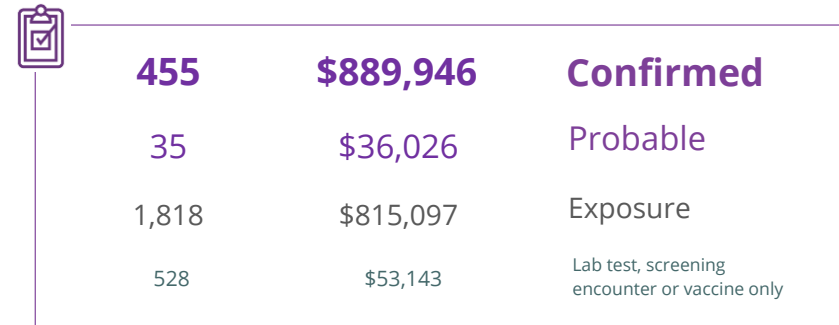 455 $889,946 Confirmed
35 $36,026 Probable
1,818 $815,097 Exposure
528 $53,143 Lab test, screening
encounter or vaccine only